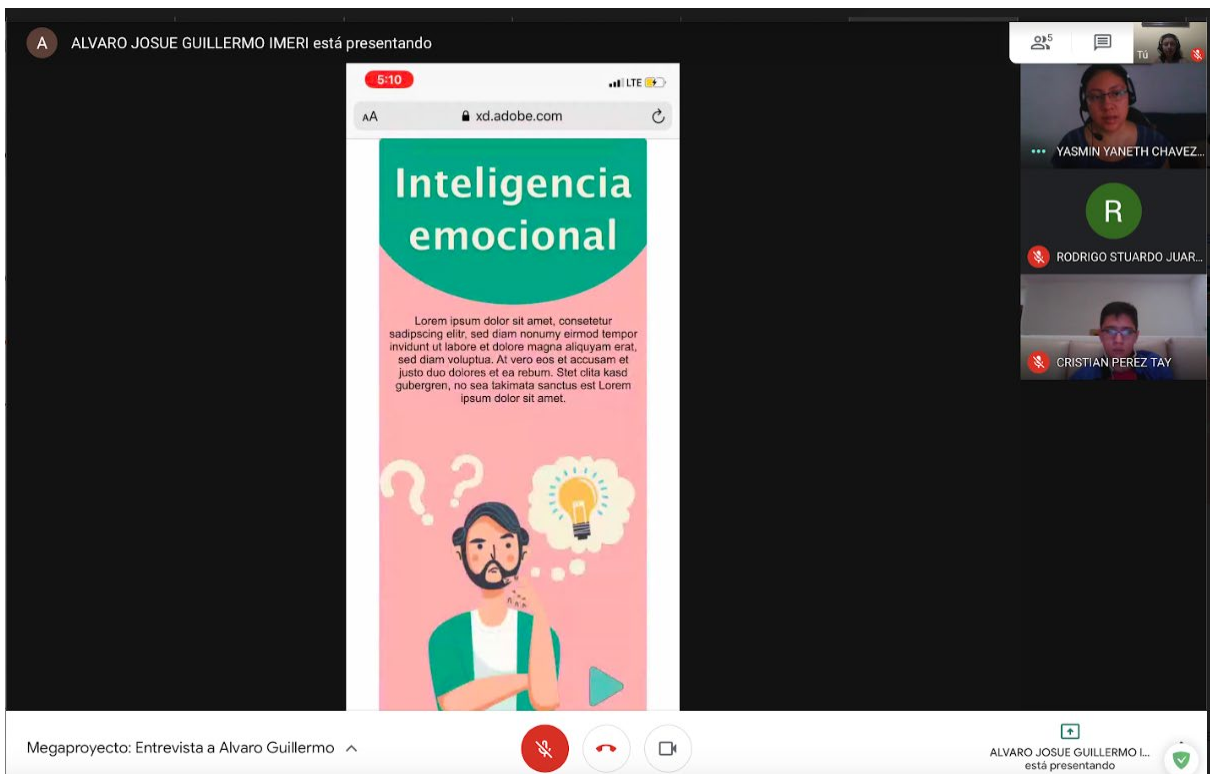 A
ALVARO JOSUE GUILLERMO IMERI está presentando
5
Tú
5:10
LTE
AA
xd.adobe.com
Inteligencia
emocional
Lorem ipsum dolor sit amet, consetetur
sadipscing elitr, sed diam nonumy eirmod tempor
invidunt ut labore et dolore magna aliquyam erat,
sed diam voluptua. At vero eos et accusam et
justo duo dolores et ea rebum. Stet clita kasd
gubergren, no sea takimata sanctus est Lorem
ipsum dolor sit amet.
YASMIN YANETH CHAVEZ...
R
RODRIGO STUARDO JUAR...
CRISTIAN PEREZ TAY
Megaproyecto: Entrevista a Alvaro Guillermo
ALVARO JOSUE GUILLERMO I...
está presentando